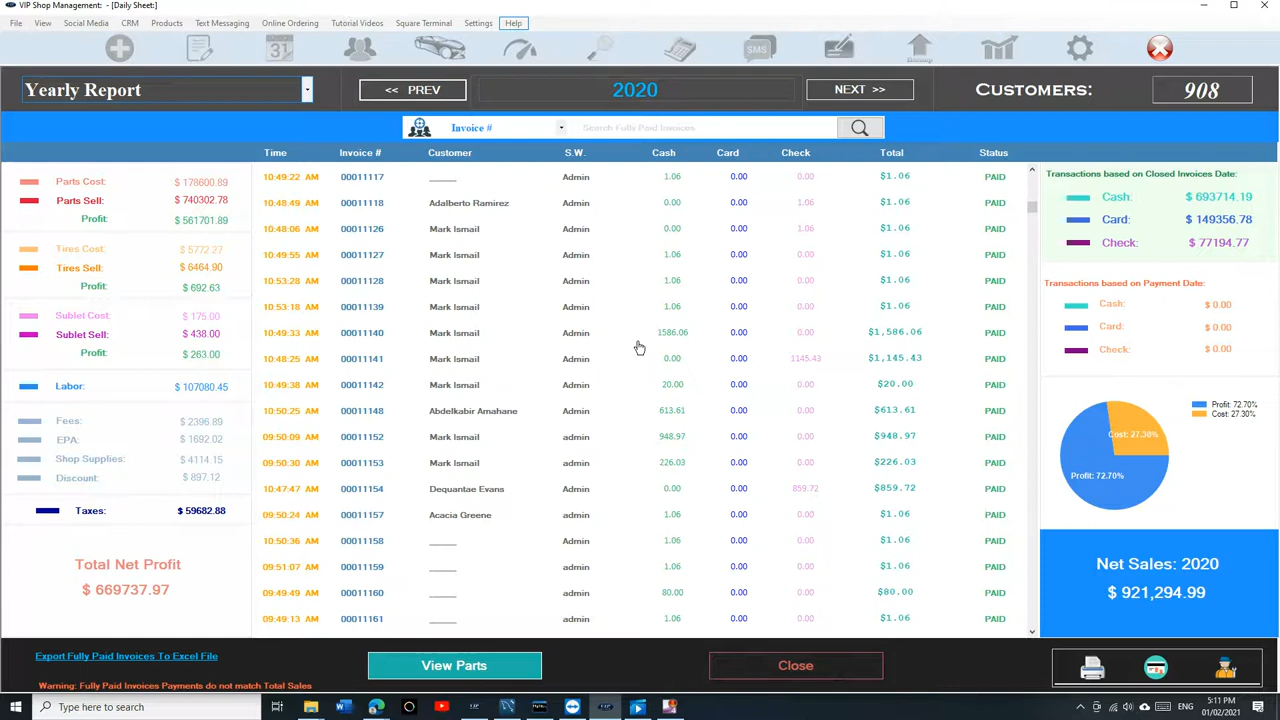 VIP Shop Management: - [Daily Sheet:]
File View Social Media CRM Products Text Messaging Online Ordering Tutorial Videos Square Terminal Settings Help
31 SMS
Yearly Report << PREV 2020 NEXT >> CUSTOMERS: 908
Invoice # Search Fully Paid Invoices
Time Invoice # Customer S.W. Cash Card Check Total Status
10:49:22 AM 00011117 _____ Admin 1.06 0.00 0.00 $1.06 PAID
10:48:49 AM 00011118 Adalberto Ramirez Admin 0.00 0.00 1.06 $1.06 PAID
10:48:06 AM 00011126 Mark Ismail Admin 0.00 0.00 1.06 $1.06 PAID
10:49:55 AM 00011127 Mark Ismail Admin 1.06 0.00 0.00 $1.06 PAID
10:53:28 AM 00011128 Mark Ismail Admin 1.06 0.00 0.00 $1.06 PAID
10:53:18 AM 00011139 Mark Ismail Admin 1.06 0.00 0.00 $1.06 PAID
10:49:33 AM 00011140 Mark Ismail Admin 1586.06 0.00 0.00 $1,586.06 PAID
10:48:25 AM 00011141 Mark Ismail Admin 0.00 0.00 1145.43 $1,145.43 PAID
10:49:38 AM 00011142 Mark Ismail Admin 20.00 0.00 0.00 $20.00 PAID
10:50:25 AM 00011148 Abdelkabir Amahane Admin 613.61 0.00 0.00 $613.61 PAID
09:50:09 AM 00011152 Mark Ismail admin 948.97 0.00 0.00 $948.97 PAID
09:50:30 AM 00011153 Mark Ismail Admin 226.03 0.00 0.00 $226.03 PAID
10:47:47 AM 00011154 Dequantae Evans Admin 0.00 0.00 859.72 $859.72 PAID
09:50:24 AM 00011157 Acacia Greene admin 1.06 0.00 0.00 $1.06 PAID
10:50:36 AM 00011158 _____ admin 1.06 0.00 0.00 $1.06 PAID
09:51:07 AM 00011159 _____ admin 1.06 0.00 0.00 $1.06 PAID
09:49:49 AM 00011160 _____ admin 80.00 0.00 0.00 $80.00 PAID
09:49:13 AM 00011161 _____ admin 1.06 0.00 0.00 $1.06 PAID
Parts Cost: $ 178600.89
Parts Sell: $ 740302.78
Profit: $ 561701.89
Tires Cost: $ 5772.27
Tires Sell: $ 6464.90
Profit: $ 692.63
Sublet Cost: $ 175.00
Sublet Sell: $ 438.00
Profit: $ 263.00
Labor: $ 107080.45
Fees: $ 2396.89
EPA: $ 1692.02
Shop Supplies: $ 4114.15
Discount: $ 897.12
Taxes: $ 59682.88
Total Net Profit
$ 669737.97
Transactions based on Closed Invoices Date:
Cash: $ 693714.19
Card: $ 149356.78
Check: $ 77194.77
Transactions based on Payment Date:
Cash: $ 0.00
Card: $ 0.00
Check: $ 0.00
Profit: 72.70%
Cost: 27.30%
Cost: 27.30%
Profit: 72.70%
Net Sales: 2020
$ 921,294.99
Export Fully Paid Invoices To Excel File
View Parts Close
Warning: Fully Paid Invoices Payments do not match Total Sales
Type here to search
ENG 5:11 PM
01/02/2021